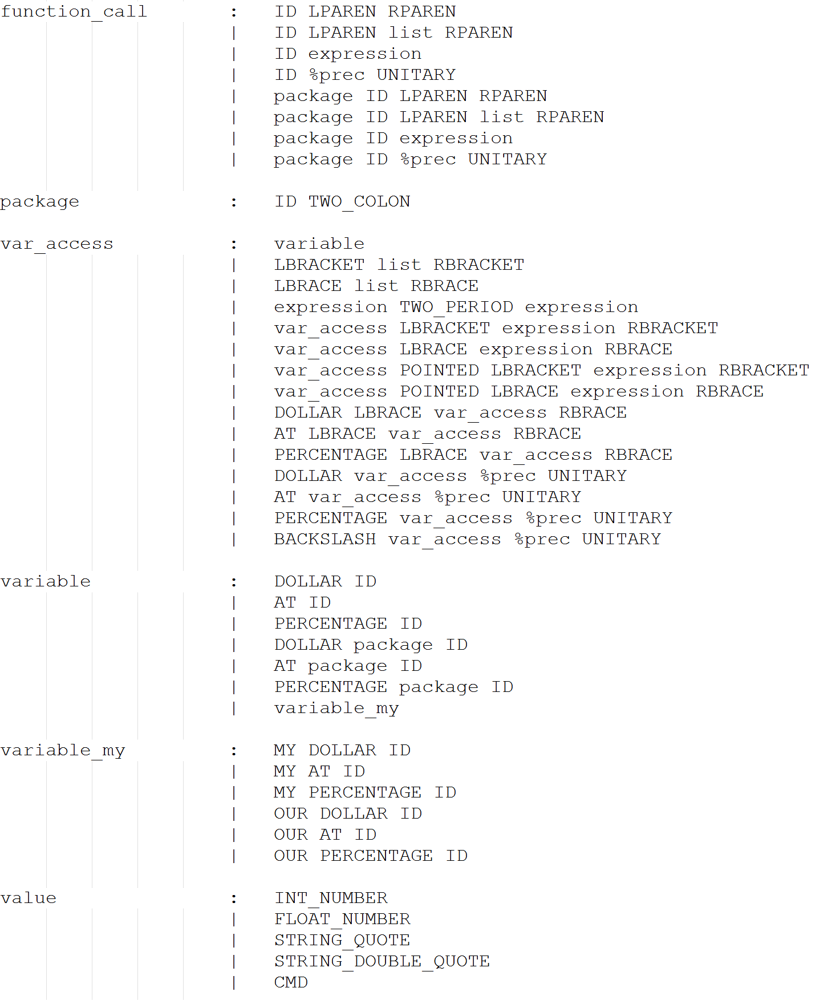 function_call : ID LPAREN RPAREN
| ID LPAREN list RPAREN
| ID expression
| ID %prec UNITARY
| package ID LPAREN RPAREN
| package ID LPAREN list RPAREN
| package ID expression
| package ID %prec UNITARY
package : ID TWO_COLON
var_access : variable
| LBRACKET list RBRACKET
| LBRACE list RBRACE
| expression TWO_PERIOD expression
| var_access LBRACKET expression RBRACKET
| var_access LBRACE expression RBRACE
| var_access POINTED LBRACKET expression RBRACKET
| var_access POINTED LBRACE expression RBRACE
| DOLLAR LBRACE var_access RBRACE
| AT LBRACE var_access RBRACE
| PERCENTAGE LBRACE var_access RBRACE
| DOLLAR var_access %prec UNITARY
| AT var_access %prec UNITARY
| PERCENTAGE var_access %prec UNITARY
| BACKSLASH var_access %prec UNITARY
variable : DOLLAR ID
| AT ID
| PERCENTAGE ID
| DOLLAR package ID
| AT package ID
| PERCENTAGE package ID
| variable_my
variable_my : MY DOLLAR ID
| MY AT ID
| MY PERCENTAGE ID
| OUR DOLLAR ID
| OUR AT ID
| OUR PERCENTAGE ID
value : INT_NUMBER
| FLOAT_NUMBER
| STRING_QUOTE
| STRING_DOUBLE_QUOTE
| CMD